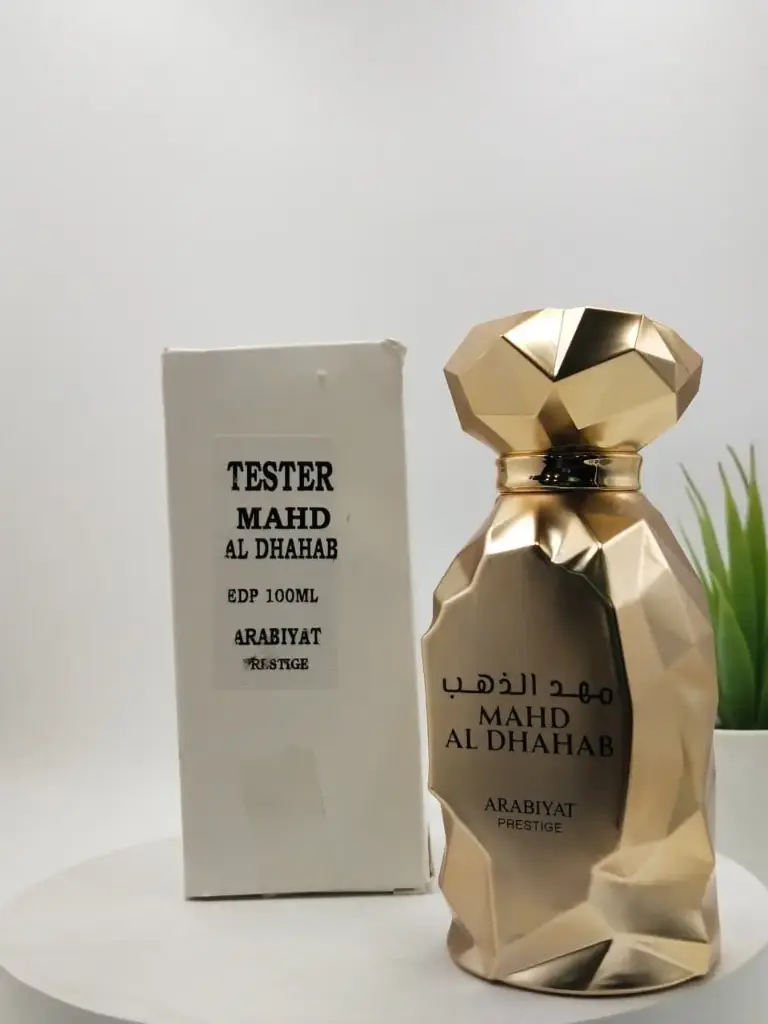 TESTER
MAHD
AL DHAHAB
EDP 100ML
ARABIYAT
PRESTIGE
مهد الذهب
MAHD
AL DHAHAB
ARABIYAT
PRESTIGE